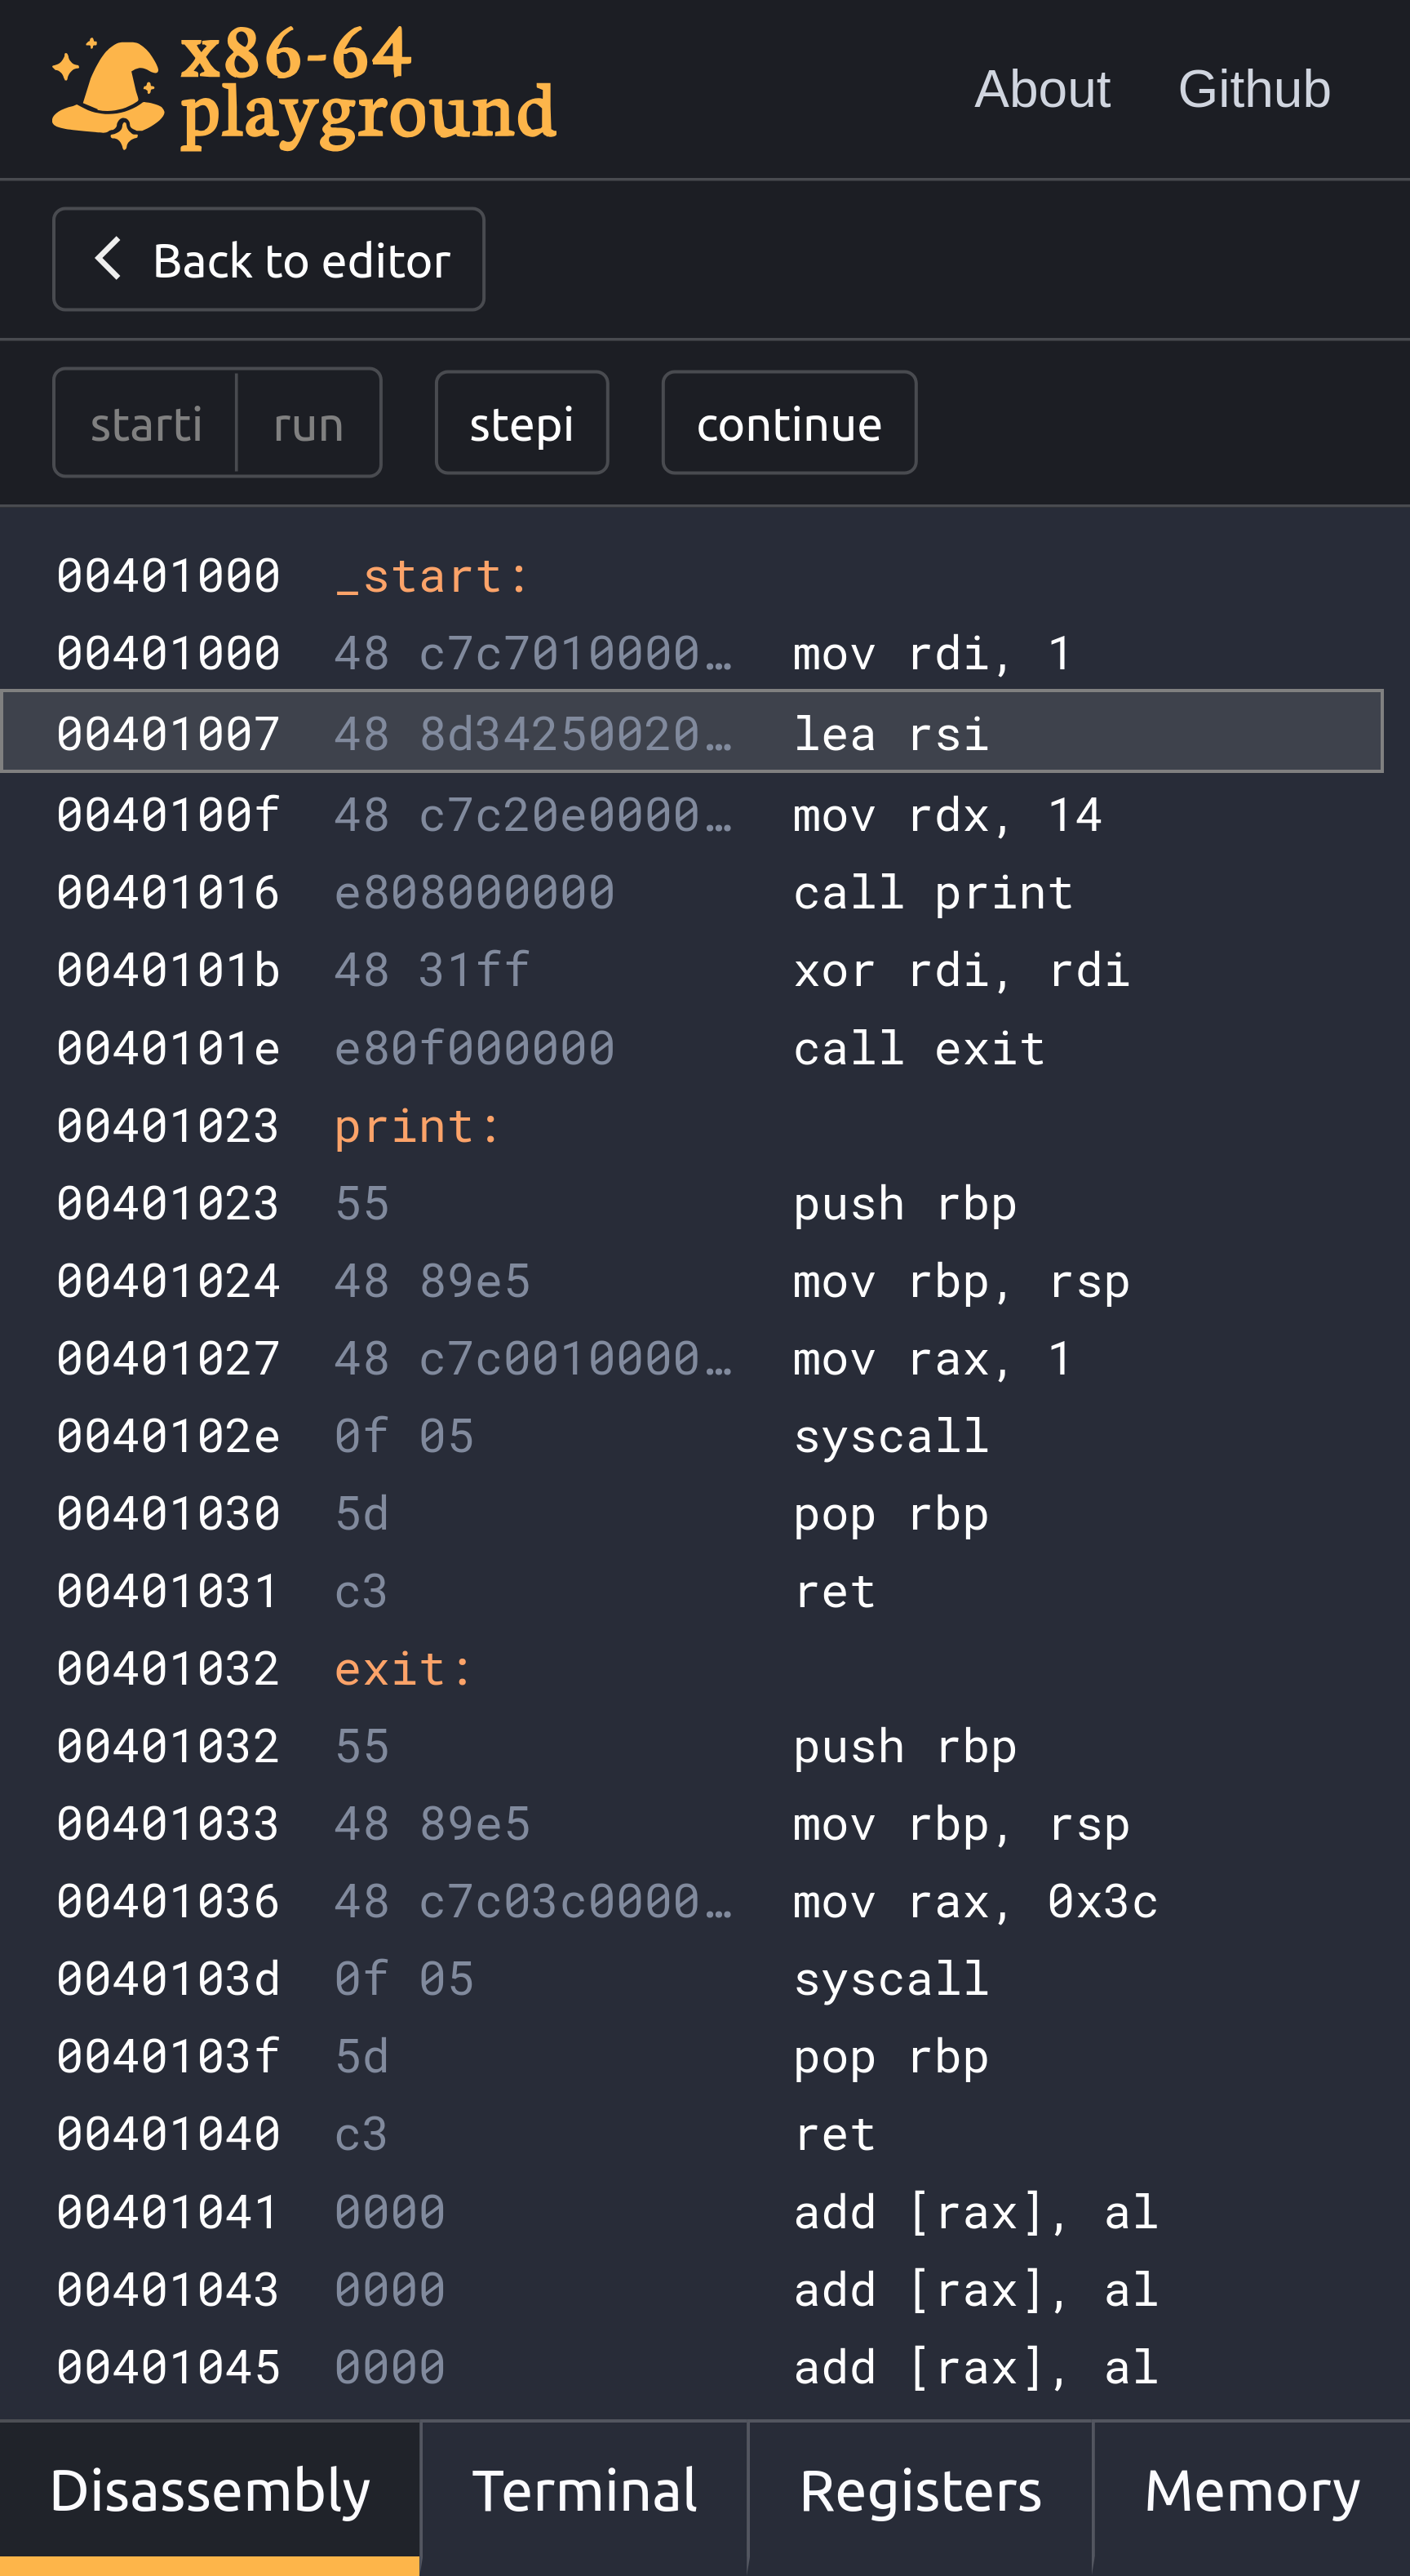 x86-64
playground
About Github
Back to editor
starti run stepi continue
00401000 _start:
00401000 48 c7c7010000… mov rdi, 1
00401007 48 8d34250020… lea rsi
0040100f 48 c7c20e0000… mov rdx, 14
00401016 e808000000 call print
0040101b 48 31ff xor rdi, rdi
0040101e e80f000000 call exit
00401023 print:
00401023 55 push rbp
00401024 48 89e5 mov rbp, rsp
00401027 48 c7c0010000… mov rax, 1
0040102e 0f 05 syscall
00401030 5d pop rbp
00401031 c3 ret
00401032 exit:
00401032 55 push rbp
00401033 48 89e5 mov rbp, rsp
00401036 48 c7c03c0000… mov rax, 0x3c
0040103d 0f 05 syscall
0040103f 5d pop rbp
00401040 c3 ret
00401041 0000 add [rax], al
00401043 0000 add [rax], al
00401045 0000 add [rax], al
Disassembly Terminal Registers Memory